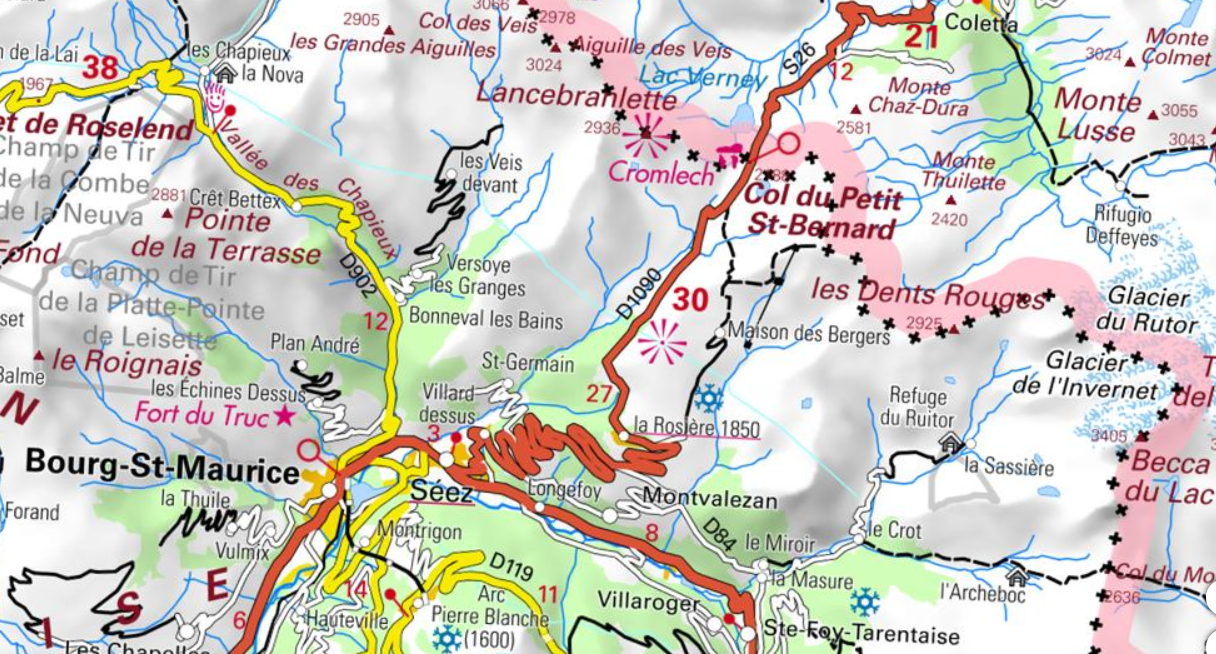 3066
2978
2905
Col des Veis
Coletta
les Grandes Aiguilles
Aiguille des Veis
S26
21
Monte
Colmet
3024
n de la Lai
les Chapieux
38
la Nova
3024
Lac Verney
12
1967
Lancebranlette
Monte
Chaz-Dura
Monte
Lusse
3055
et de Roselend
2936
2581
3043
Champ de Tir
de la Combe
de la Neuva
Vallée
des
Chapieux
les Veis
devant
Cromlech
Monte
Thuilette
2420
2881
Crêt Bettex
Col du Petit
St-Bernard
Pointe
de la Terrasse
Rifugio
Deffeyes
Fond
Champ de Tir
de la Platte-Pointe
de Leisette
D902
Versoye
les Granges
D1090
30
les Dents Rouges
Glacier
du Rutor
set
12
Bonneval les Bains
Maison des Bergers
2925
Plan André
le Roignais
St-Germain
Glacier
de l'Invernet
Balme
les Échines Dessus
Villard
dessus
27
Refuge
du Ruitor
del
N
Fort du Truc
3
la Rosière 1850
3405
Bourg-St-Maurice
la Sassière
Becca
du Lac
la Thuile
Séez
Longefoy
Montvalezan
Forand
Montrigon
8
D84
le Crot
Vulmix
le Miroir
D119
la Masure
l'Archeboc
Col du Mo
E
14
Arc
Pierre Blanche
(1600)
11
Villaroger
2636
S
Hauteville
6
I
Les Chapelles
Ste-Foy-Tarentaise